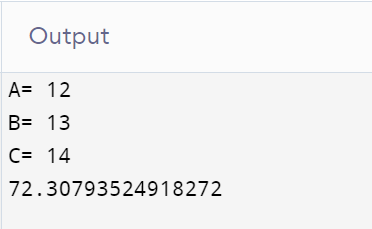 Output
A= 12
B= 13
C= 14
72.30793524918272